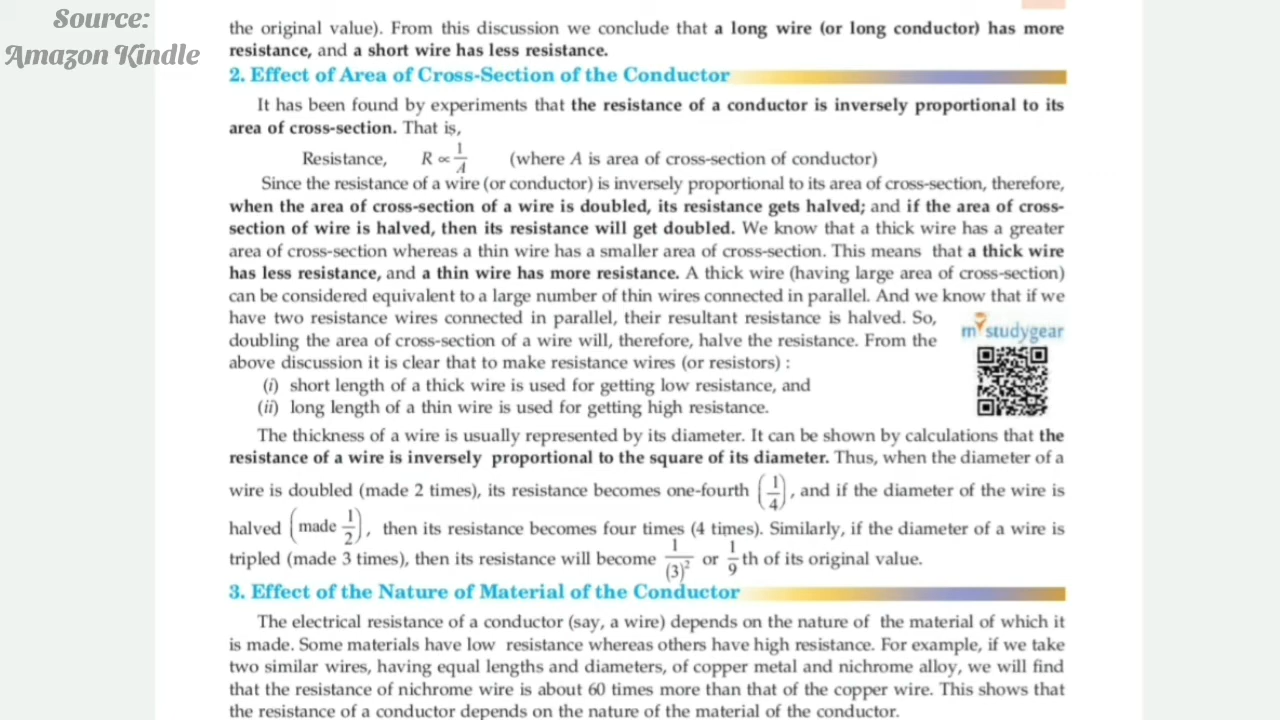 Source:
Amazon Kindle
the original value). From this discussion we conclude that a long wire (or long conductor) has more
resistance, and a short wire has less resistance.
2. Effect of Area of Cross-Section of the Conductor
It has been found by experiments that the resistance of a conductor is inversely proportional to its
area of cross-section. That is,
Resistance, R ∝ 1/A (where A is area of cross-section of conductor)
Since the resistance of a wire (or conductor) is inversely proportional to its area of cross-section, therefore,
when the area of cross-section of a wire is doubled, its resistance gets halved; and if the area of cross-
section of wire is halved, then its resistance will get doubled. We know that a thick wire has a greater
area of cross-section whereas a thin wire has a smaller area of cross-section. This means that a thick wire
has less resistance, and a thin wire has more resistance. A thick wire (having large area of cross-section)
can be considered equivalent to a large number of thin wires connected in parallel. And we know that if we
have two resistance wires connected in parallel, their resultant resistance is halved. So,
doubling the area of cross-section of a wire will, therefore, halve the resistance. From the
above discussion it is clear that to make resistance wires (or resistors) :
(i) short length of a thick wire is used for getting low resistance, and
(ii) long length of a thin wire is used for getting high resistance.
mystudygear
The thickness of a wire is usually represented by its diameter. It can be shown by calculations that the
resistance of a wire is inversely proportional to the square of its diameter. Thus, when the diameter of a
wire is doubled (made 2 times), its resistance becomes one-fourth (1/4), and if the diameter of the wire is
halved (made 1/2), then its resistance becomes four times (4 times). Similarly, if the diameter of a wire is
tripled (made 3 times), then its resistance will become 1/(3)² or 1/9 th of its original value.
3. Effect of the Nature of Material of the Conductor
The electrical resistance of a conductor (say, a wire) depends on the nature of the material of which it
is made. Some materials have low resistance whereas others have high resistance. For example, if we take
two similar wires, having equal lengths and diameters, of copper metal and nichrome alloy, we will find
that the resistance of nichrome wire is about 60 times more than that of the copper wire. This shows that
the resistance of a conductor depends on the nature of the material of the conductor.